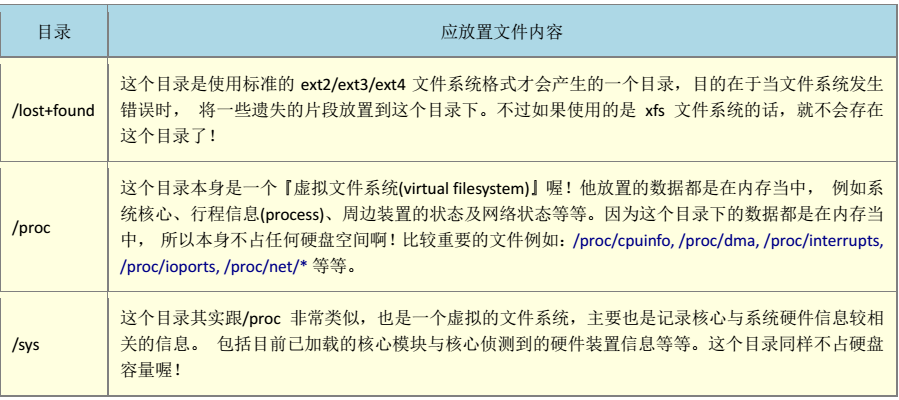 目录 应放置文件内容
这个目录是使用标准的 ext2/ext3/ext4 文件系统格式才会产生的一个目录，目的在于当文件系统发生
/lost+found 错误时， 将一些遗失的片段放置到这个目录下。不过如果使用的是 xfs 文件系统的话，就不会存在
这个目录了！
这个目录本身是一个『虚拟文件系统(virtual filesystem)』喔！他放置的数据都是在内存当中， 例如系
统核心、行程信息(process)、周边装置的状态及网络状态等等。因为这个目录下的数据都是在内存当
/proc
中， 所以本身不占任何硬盘空间啊！比较重要的文件例如：/proc/cpuinfo, /proc/dma, /proc/interrupts,
/proc/ioports, /proc/net/* 等等。
这个目录其实跟/proc 非常类似，也是一个虚拟的文件系统，主要也是记录核心与系统硬件信息较相
/sys 关的信息。 包括目前已加载的核心模块与核心侦测到的硬件装置信息等等。这个目录同样不占硬盘
容量喔！